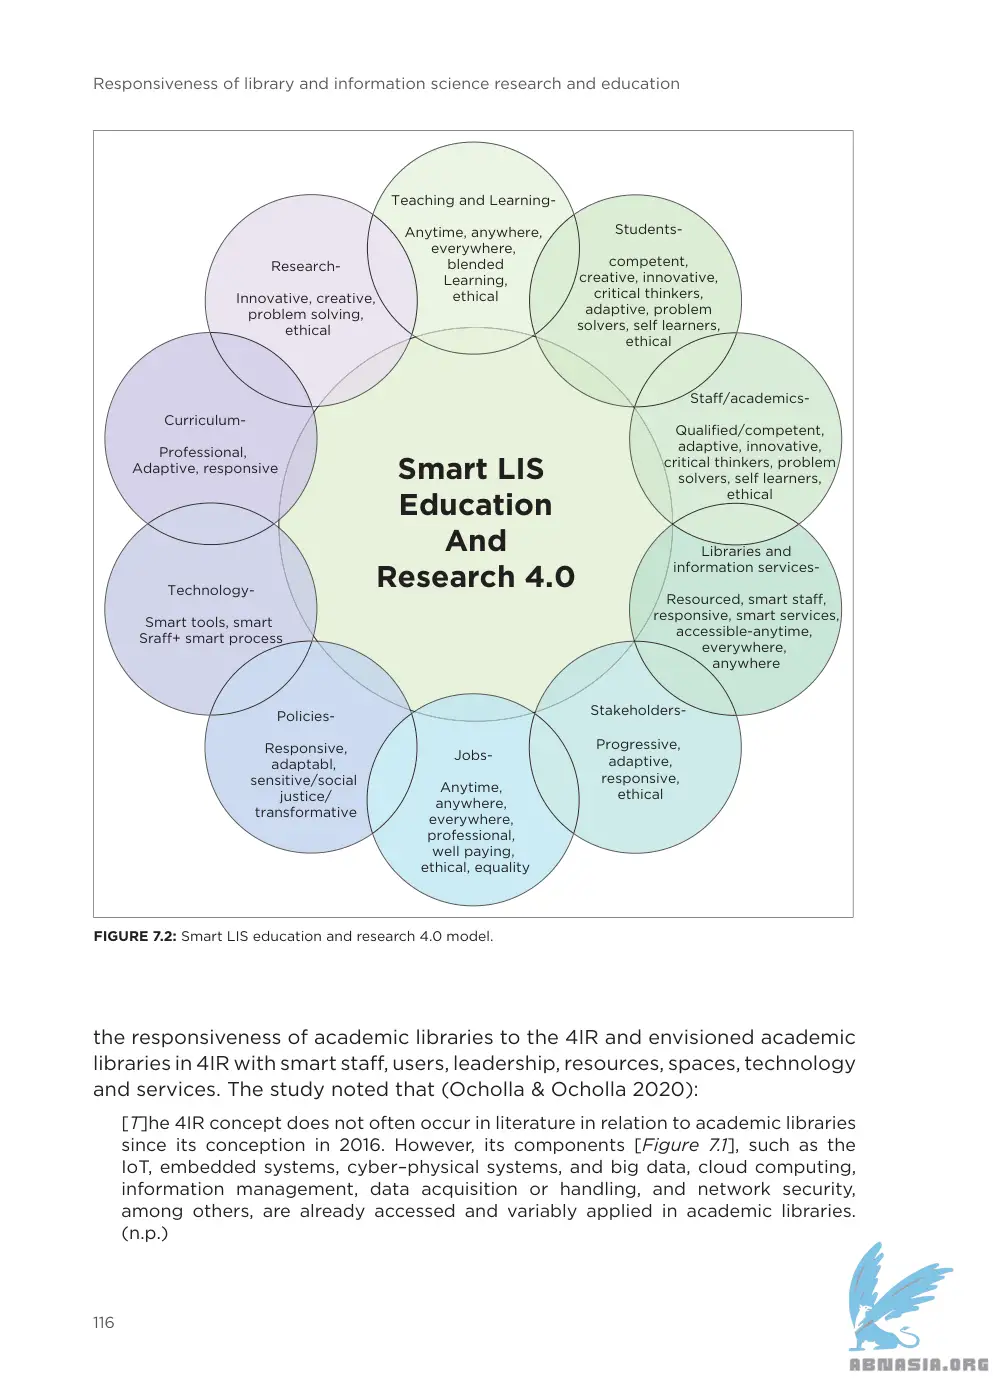 Responsiveness of library and information science research and education
Teaching and Learning-
Anytime, anywhere,
everywhere,
blended
Learning,
ethical
Students-
competent,
creative, innovative,
critical thinkers,
adaptive, problem
solvers, self learners,
ethical
Staff/academics-
Qualified/competent,
adaptive, innovative,
critical thinkers, problem
solvers, self learners,
ethical
Libraries and
information services-
Resourced, smart staff,
responsive, smart services,
accessible-anytime,
everywhere,
anywhere
Stakeholders-
Progressive,
adaptive,
responsive,
ethical
Jobs-
Anytime,
anywhere,
everywhere,
professional,
well paying,
ethical, equality
Policies-
Responsive,
adaptabl,
sensitive/social
justice/
transformative
Technology-
Smart tools, smart
Sraff+ smart process
Curriculum-
Professional,
Adaptive, responsive
Research-
Innovative, creative,
problem solving,
ethical
Smart LIS
Education
And
Research 4.0
FIGURE 7.2: Smart LIS education and research 4.0 model.
the responsiveness of academic libraries to the 4IR and envisioned academic
libraries in 4IR with smart staff, users, leadership, resources, spaces, technology
and services. The study noted that (Ocholla & Ocholla 2020):
[T]he 4IR concept does not often occur in literature in relation to academic libraries
since its conception in 2016. However, its components [Figure 7.1], such as the
IoT, embedded systems, cyber–physical systems, and big data, cloud computing,
information management, data acquisition or handling, and network security,
among others, are already accessed and variably applied in academic libraries.
(n.p.)
116
ABNASIA.ORG